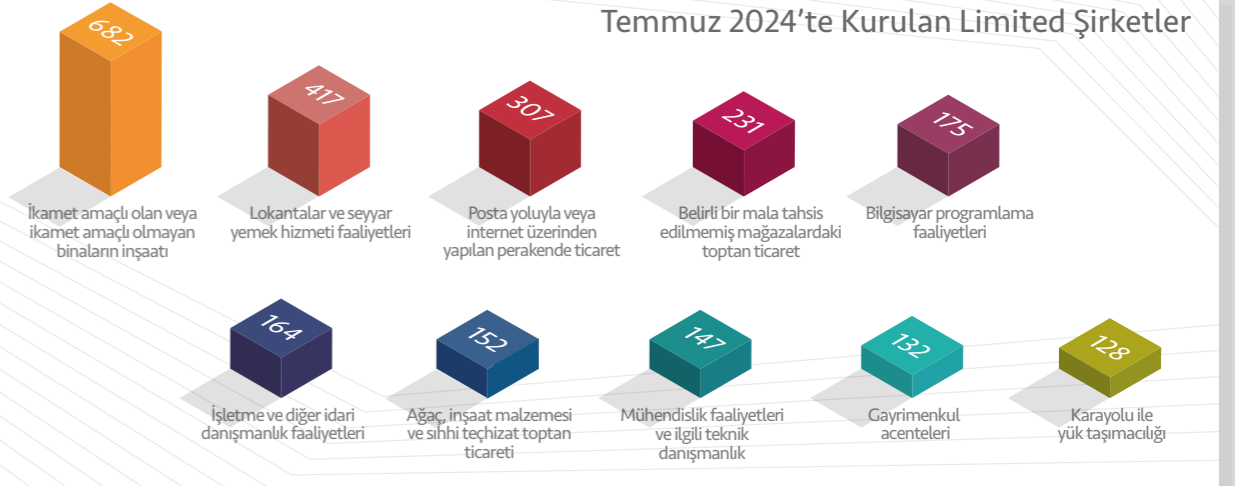 Temmuz 2024'te Kurulan Limited Şirketler
682
417
307
231
175
İkamet amaçlı olan veya
ikamet amaçlı olmayan
binaların inşaatı
Lokantalar ve seyyar
yemek hizmeti faaliyetleri
Posta yoluyla veya
internet üzerinden
yapılan perakende ticaret
Belirli bir mala tahsis
edilmemiş mağazalardaki
toptan ticaret
Bilgisayar programlama
faaliyetleri
164
152
147
132
128
İşletme ve diğer idari
danışmanlık faaliyetleri
Ağaç, inşaat malzemesi
ve sıhhi teçhizat toptan
ticareti
Mühendislik faaliyetleri
ve ilgili teknik
danışmanlık
Gayrimenkul
acenteleri
Karayolu ile
yük taşımacılığı